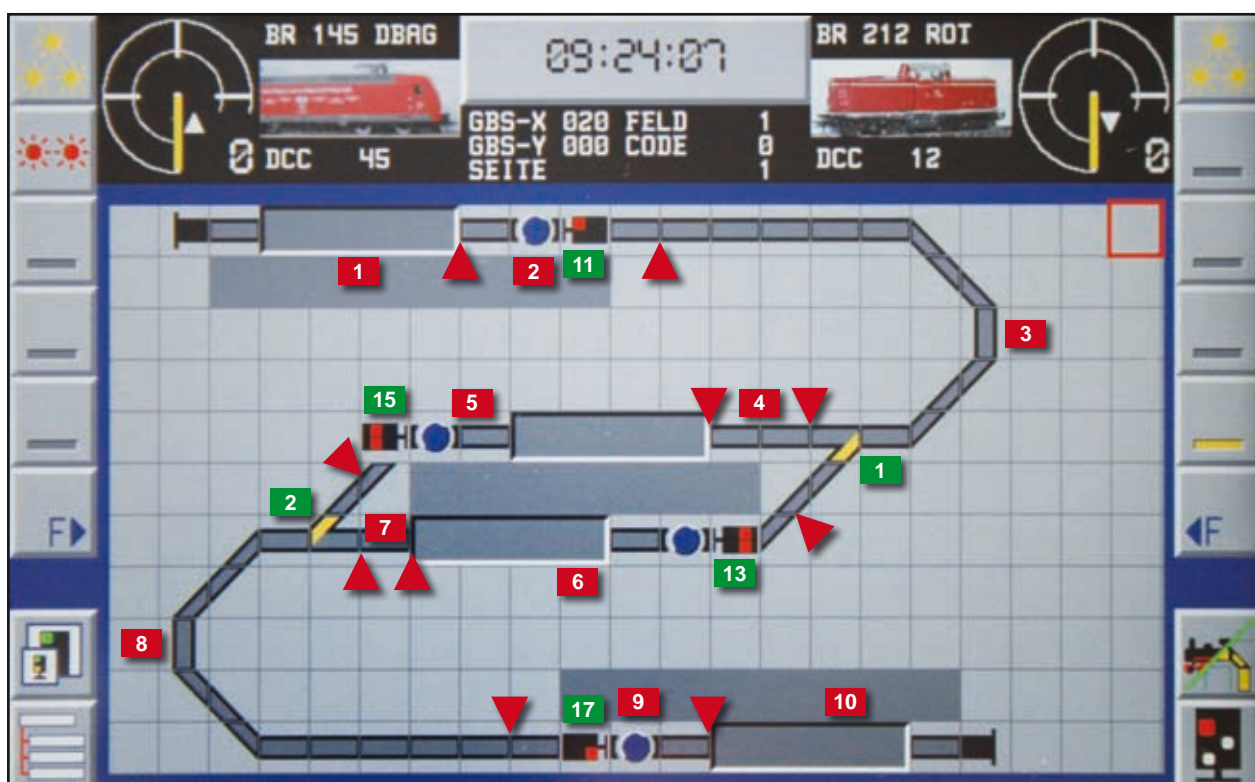 BR 145 DBAG
09:24:07
BR 212 ROT
GBS-X 020 FELD 1
GBS-Y 000 CODE 0
SEITE 1
0 DCC 45
DCC 12 0
1
2
11
3
15
5
4
2
7
1
6
13
8
17
9
10
F
F